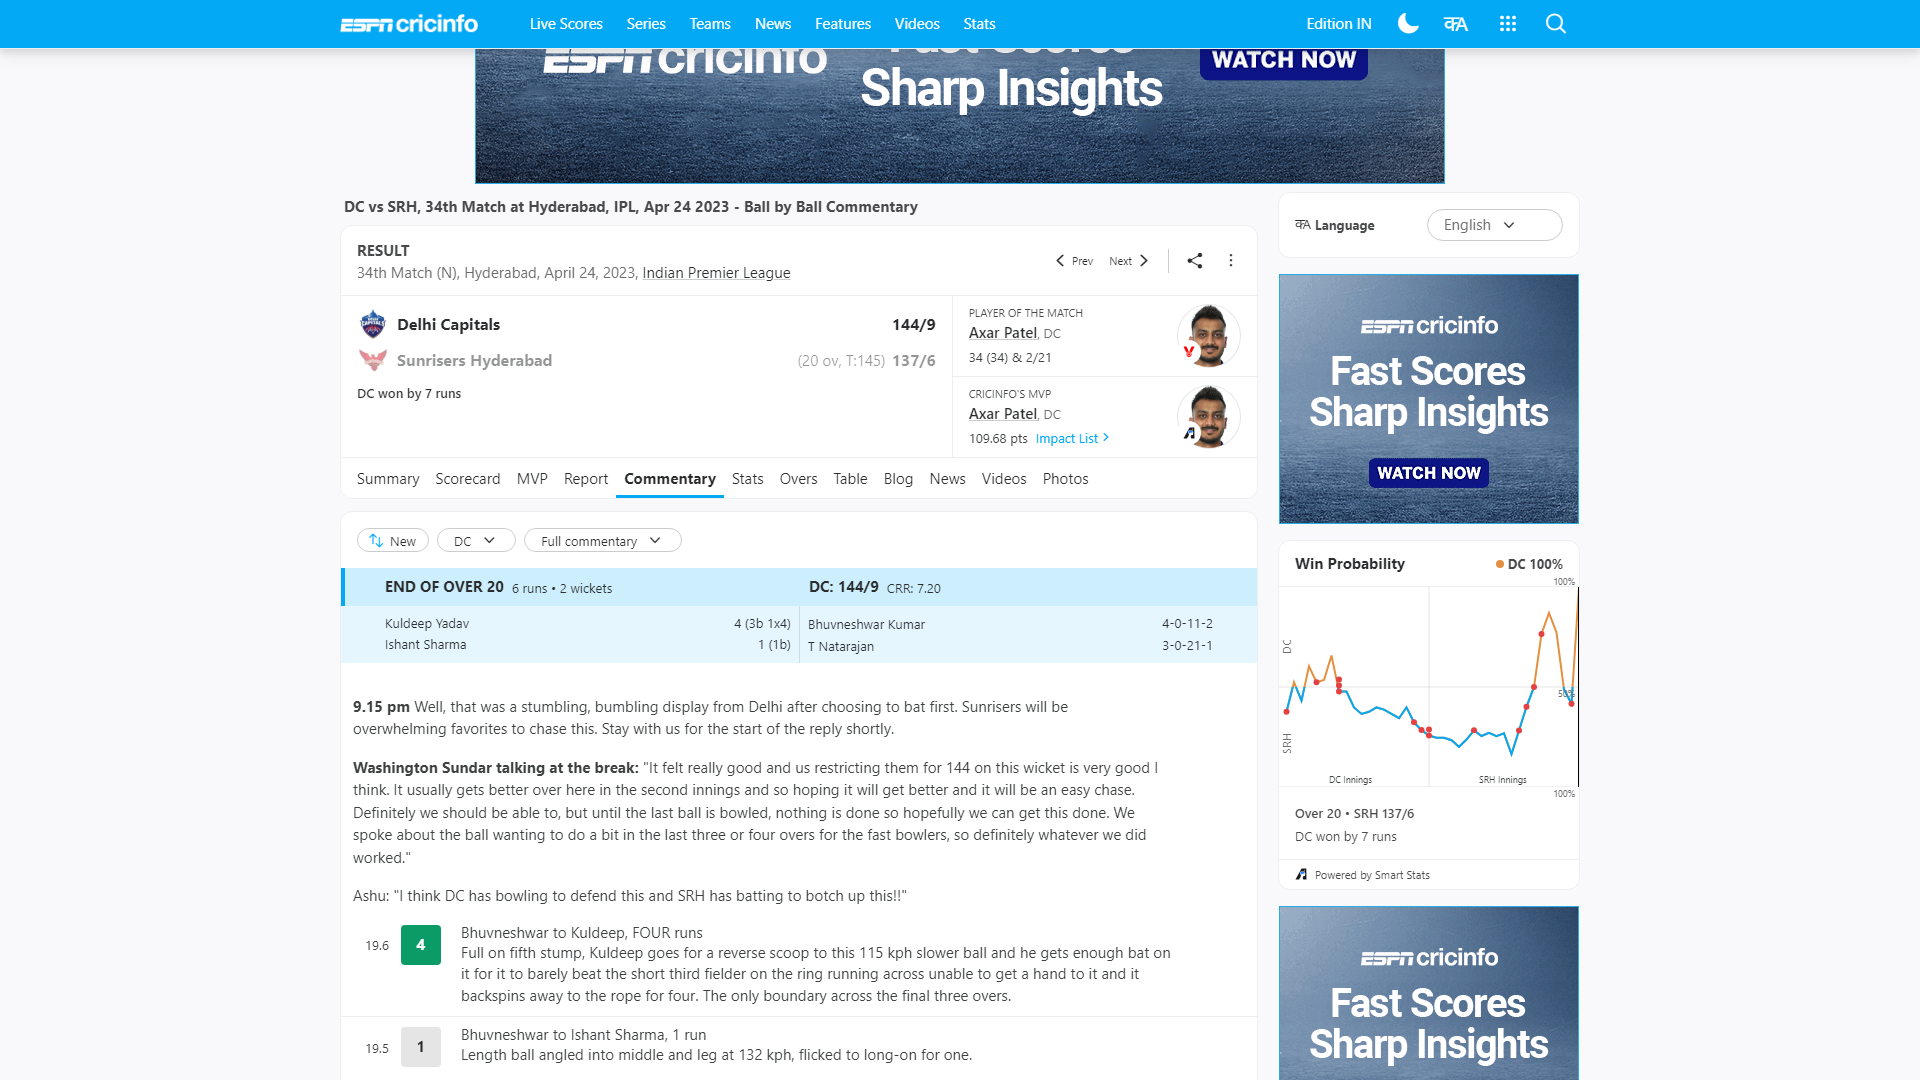 ESPN cricinfo
Live Scores
Series
Teams
News
Features
Videos
Stats
Edition IN
ESPN cricinfo
Fast Scores
Sharp Insights
WATCH NOW
DC vs SRH, 34th Match at Hyderabad, IPL, Apr 24 2023 - Ball by Ball Commentary
RESULT
34th Match (N), Hyderabad, April 24, 2023, Indian Premier League
Prev
Next
Delhi Capitals
144/9
Sunrisers Hyderabad
(20 ov, T:145) 137/6
DC won by 7 runs
PLAYER OF THE MATCH
Axar Patel, DC
34 (34) & 2/21
CRICINFO'S MVP
Axar Patel, DC
109.68 pts Impact List
Summary
Scorecard
MVP
Report
Commentary
Stats
Overs
Table
Blog
News
Videos
Photos
New
DC
Full commentary
END OF OVER 20 6 runs • 2 wickets
DC: 144/9 CRR: 7.20
Kuldeep Yadav 4 (3b 1x4)
Ishant Sharma 1 (1b)
Bhuvneshwar Kumar 4-0-11-2
T Natarajan 3-0-21-1
9.15 pm Well, that was a stumbling, bumbling display from Delhi after choosing to bat first. Sunrisers will be
overwhelming favorites to chase this. Stay with us for the start of the reply shortly.
Washington Sundar talking at the break: "It felt really good and us restricting them for 144 on this wicket is very good I
think. It usually gets better over here in the second innings and so hoping it will get better and it will be an easy chase.
Definitely we should be able to, but until the last ball is bowled, nothing is done so hopefully we can get this done. We
spoke about the ball wanting to do a bit in the last three or four overs for the fast bowlers, so definitely whatever we did
worked."
Ashu: "I think DC has bowling to defend this and SRH has batting to botch up this!!"
19.6
4
Bhuvneshwar to Kuldeep, FOUR runs
Full on fifth stump, Kuldeep goes for a reverse scoop to this 115 kph slower ball and he gets enough bat on
it for it to barely beat the short third fielder on the ring running across unable to get a hand to it and it
backspins away to the rope for four. The only boundary across the final three overs.
19.5
1
Bhuvneshwar to Ishant Sharma, 1 run
Length ball angled into middle and leg at 132 kph, flicked to long-on for one.
Language
English
ESPN cricinfo
Fast Scores
Sharp Insights
WATCH NOW
Win Probability
DC 100%
100%
DC
50%
SRH
DC Innings
SRH Innings
100%
Over 20 • SRH 137/6
DC won by 7 runs
Powered by Smart Stats
ESPN cricinfo
Fast Scores
Sharp Insights